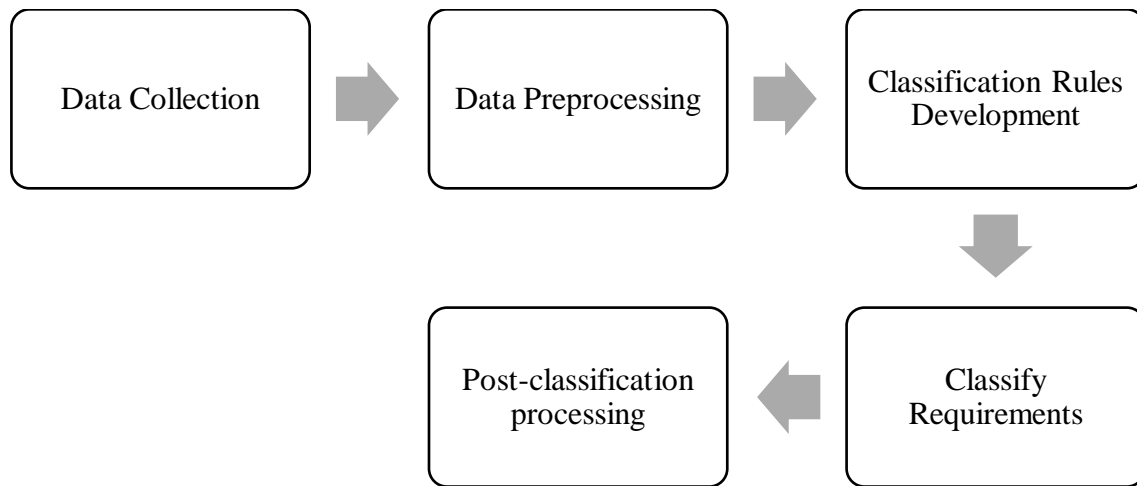 Data Collection
Data Preprocessing
Classification Rules
Development
Classify
Requirements
Post-classification
processing